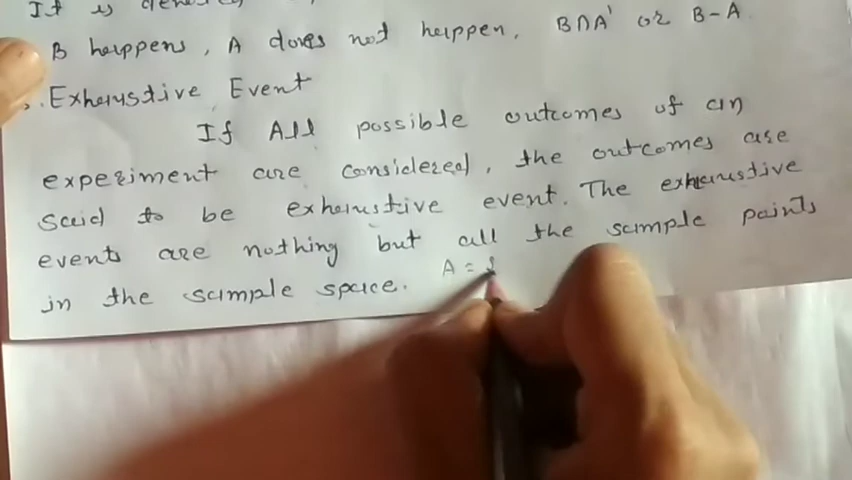 It is
B happens, A does not happen. B∩A' or B-A
Exhaustive Event
If All possible outcomes of an
experiment are considered, the outcomes are
said to be exhaustive event. The exhaustive
events are nothing but all the sample points
in the sample space. A = {